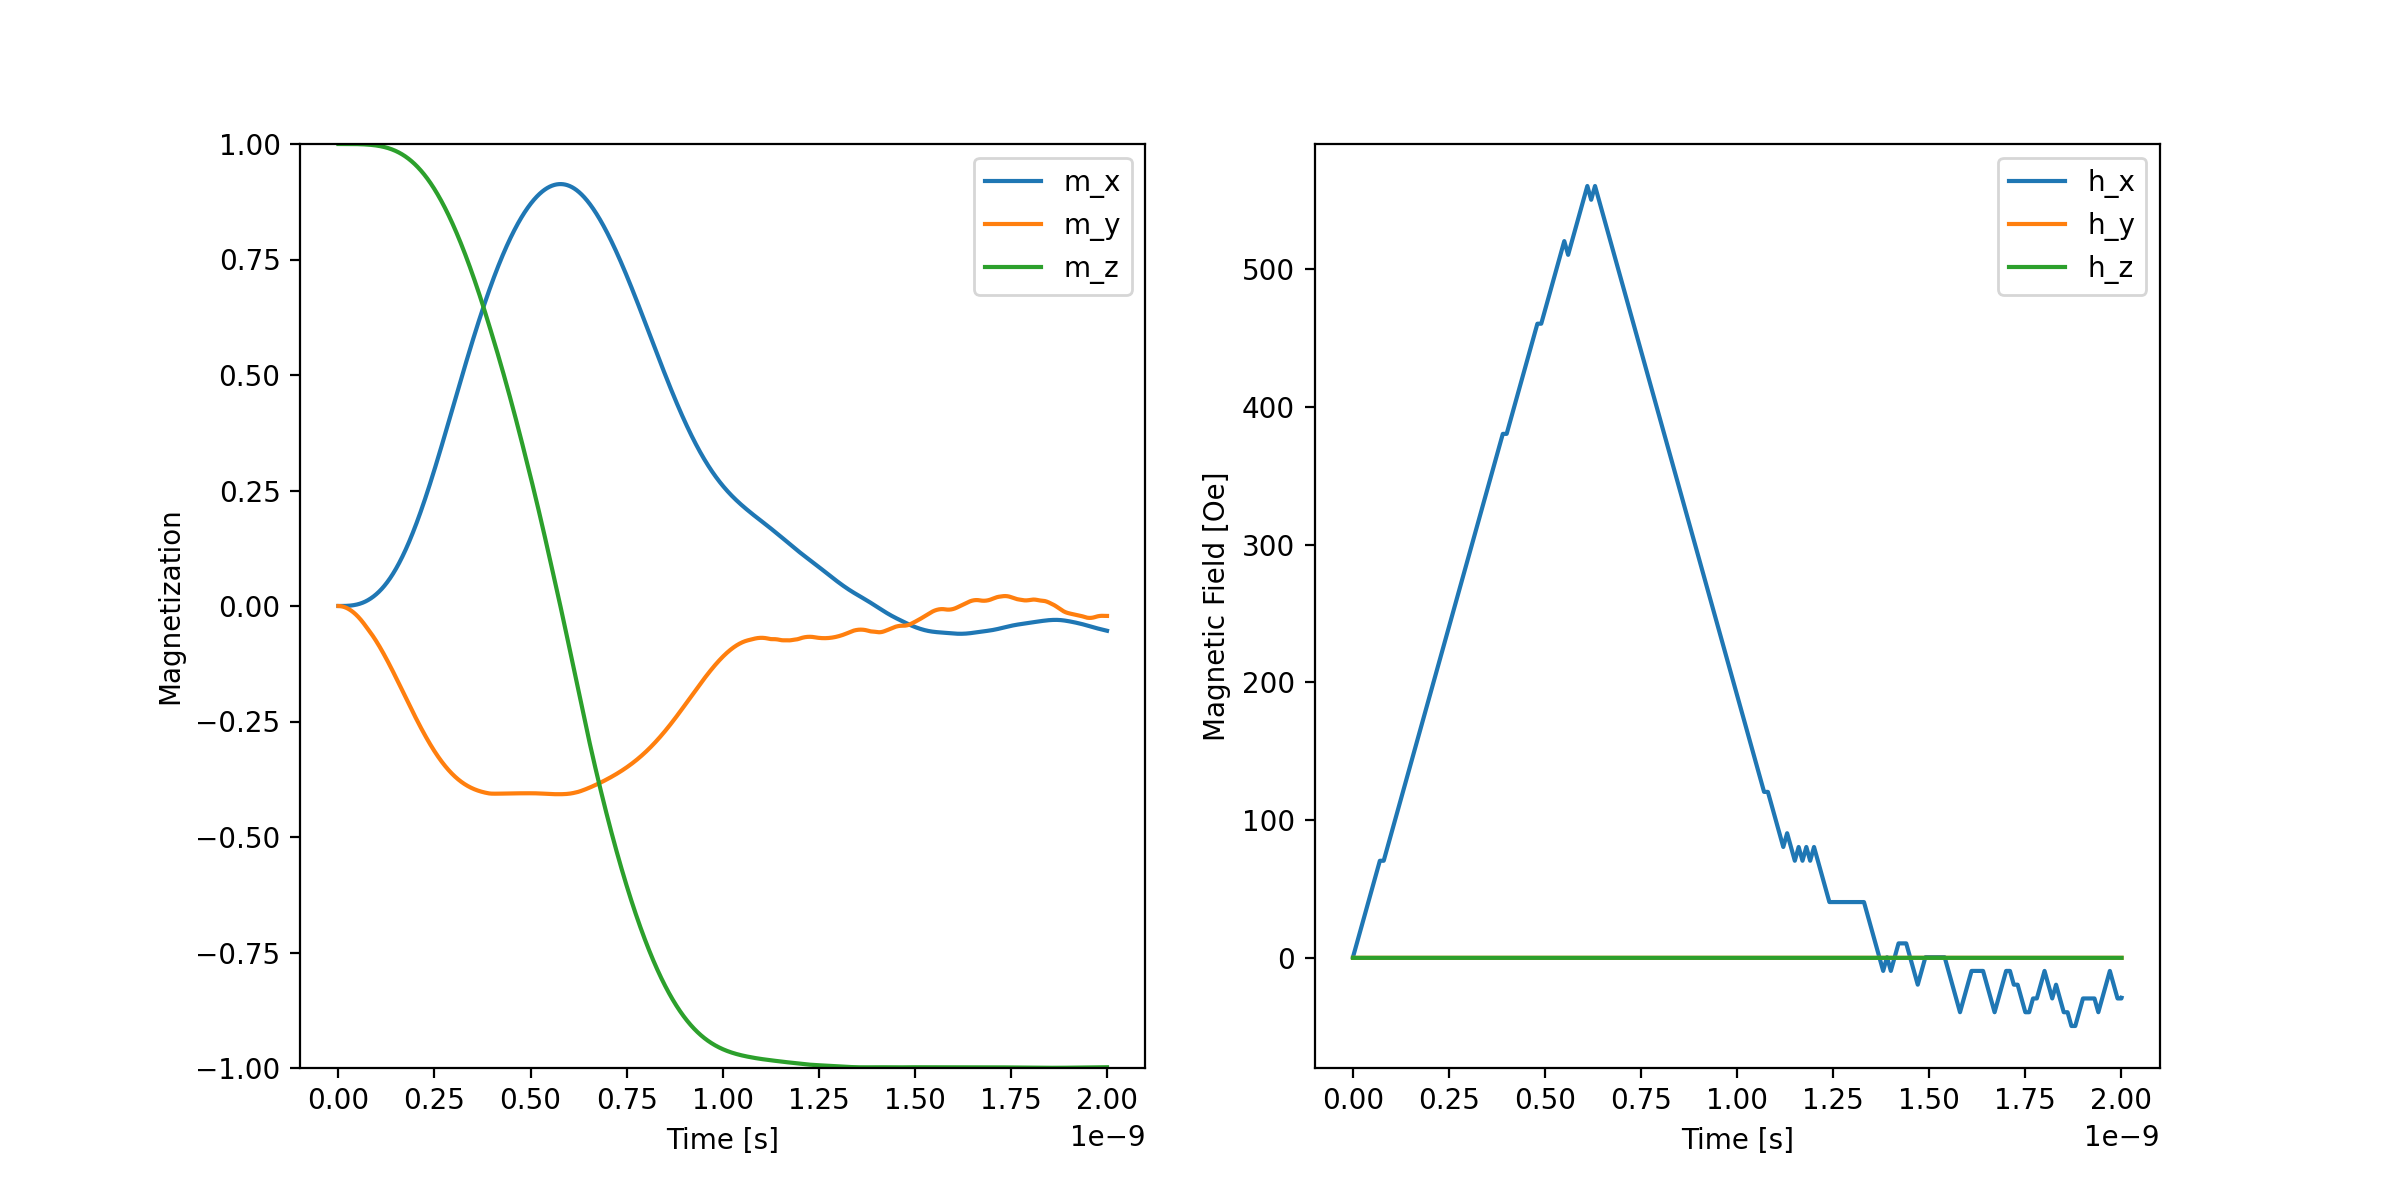 1.00
0.75
0.50
0.25
0.00
−0.25
−0.50
−0.75
−1.00
Magnetization
m_x
m_y
m_z
0.00 0.25 0.50 0.75 1.00 1.25 1.50 1.75 2.00
Time [s]
1e−9
500
400
300
200
100
0
Magnetic Field [Oe]
h_x
h_y
h_z
0.00 0.25 0.50 0.75 1.00 1.25 1.50 1.75 2.00
Time [s]
1e−9